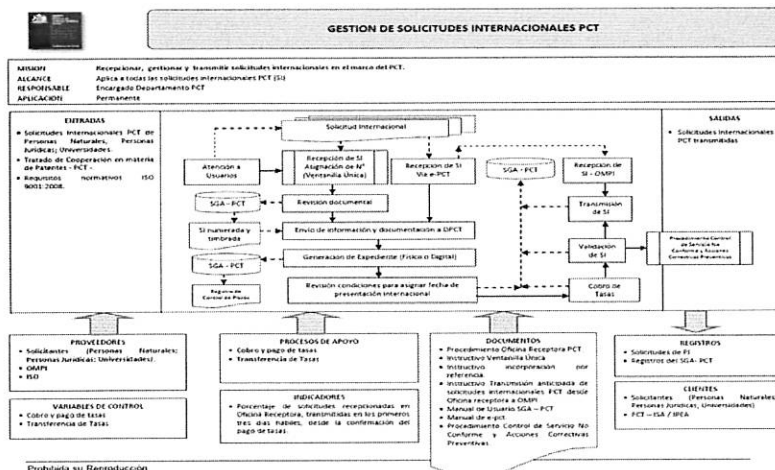 GESTION DE SOLICITUDES INTERNACIONALES PCT
MISION Recepcionar, gestionar y transmitir solicitudes internacionales en el marco del PCT.
ALCANCE Aplica a todas las solicitudes internacionales PCT (SI)
RESPONSABLE Encargado Departamento PCT
APLICACION Permanente
ENTRADAS
• Solicitudes Internacionales PCT de
Personas Naturales, Personas
Jurídicas; Universidades.
• Tratado de Cooperación en materia
de Patentes - PCT -
• Requisitos normativos ISO
9001:2008.
Solicitud Internacional
Atención a
Usuarios
Recepción de SI
Asignación de N°
(Ventanilla Única)
Recepción de SI
Vía e-PCT
SGA - PCT
Recepción de
SI - OMPI
SGA - PCT
Revisión documental
Transmisión
de SI
SI numerada y
timbrada
Envío de información y documentación a DPCT
Validación
de SI
Procedimiento Control
de Servicio No
Conforme y Acciones
Correctivas Preventivas
SGA - PCT
Generación de Expediente (Físico o Digital)
Registro de
Control de Plazos
Revisión condiciones para asignar fecha de
presentación internacional
Cobro de
Tasas
SALIDAS
• Solicitudes Internacionales
PCT transmitidas
PROVEEDORES
• Solicitantes (Personas Naturales;
Personas Jurídicas; Universidades).
• OMPI
• ISO
VARIABLES DE CONTROL
• Cobro y pago de tasas
• Transferencia de Tasas
PROCESOS DE APOYO
• Cobro y pago de tasas
• Transferencia de Tasas
INDICADORES
• Porcentaje de solicitudes recepcionadas en
Oficina Receptora, transmitidas en los primeros
tres días hábiles, desde la confirmación del
pago de tasas.
DOCUMENTOS
• Procedimiento Oficina Receptora PCT
• Instructivo Ventanilla Única
• Instructivo incorporación por
referencia.
• Instructivo Transmisión anticipada de
solicitudes internacionales PCT desde
Oficina receptora a OMPI
• Manual de Usuario SGA – PCT
• Manual de e-pct.
• Procedimiento Control de Servicio No
Conforme y Acciones Correctivas
Preventivas.
REGISTROS
• Solicitudes de PI
• Registros del SGA- PCT
CLIENTES
• Solicitantes (Personas Naturales,
Personas Jurídicas, Universidades)
• PCT – ISA / IPEA
Prohibida su Reproducción